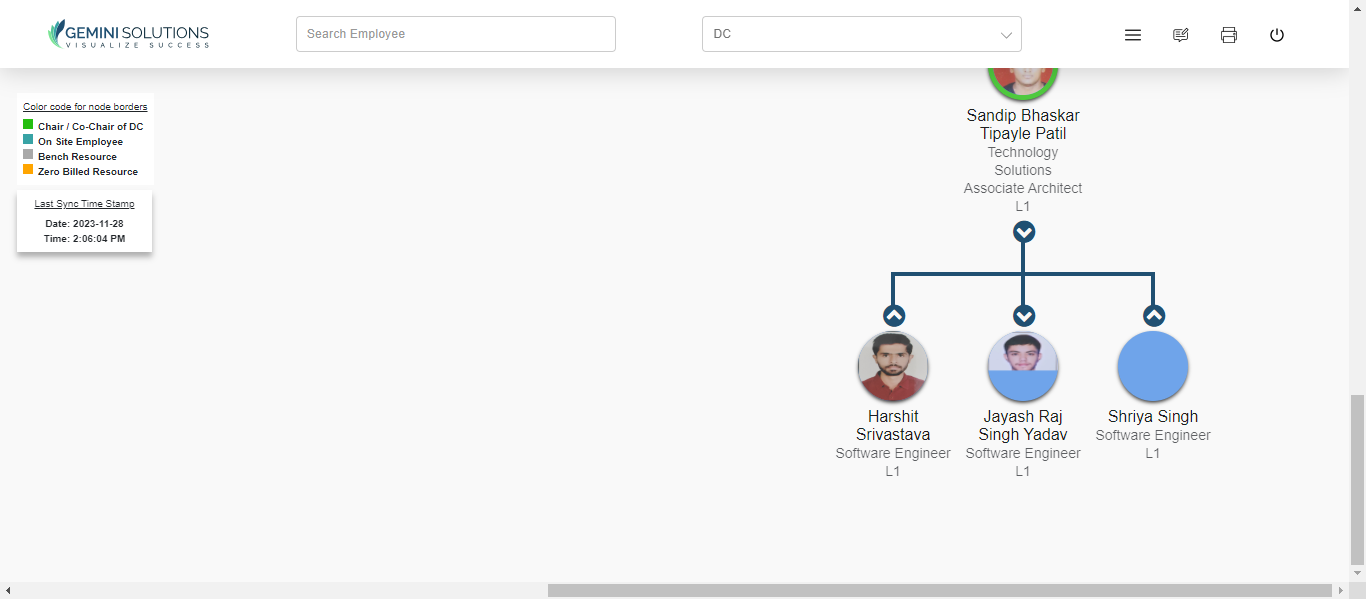 GEMINI SOLUTIONS
VISUALIZE SUCCESS
Search Employee
DC
Color code for node borders
Chair / Co-Chair of DC
On Site Employee
Bench Resource
Zero Billed Resource
Last Sync Time Stamp
Date: 2023-11-28
Time: 2:06:04 PM
Sandip Bhaskar
Tipayle Patil
Technology
Solutions
Associate Architect
L1
Harshit
Srivastava
Software Engineer
L1
Jayash Raj
Singh Yadav
Software Engineer
L1
Shriya Singh
Software Engineer
L1